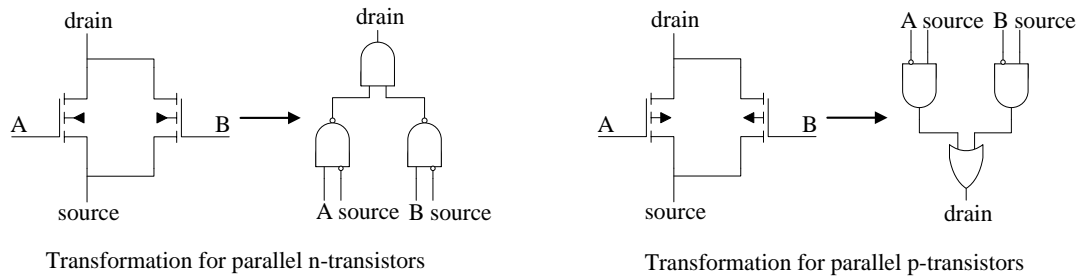 drain
A
B
source
drain
A source
B source
Transformation for parallel n-transistors
drain
A
B
source
A source
B source
drain
Transformation for parallel p-transistors